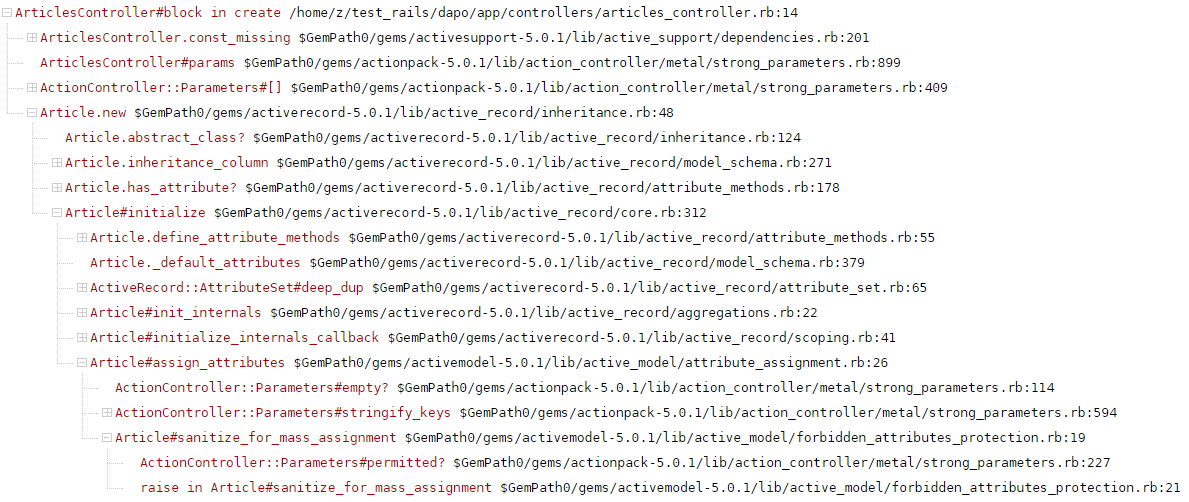 ArticlesController#block in create /home/z/test_rails/dapo/app/controllers/articles_controller.rb:14
ArticlesController.const_missing $GemPath0/gems/activesupport-5.0.1/lib/active_support/dependencies.rb:201
ArticlesController#params $GemPath0/gems/actionpack-5.0.1/lib/action_controller/metal/strong_parameters.rb:899
ActionController::Parameters#[] $GemPath0/gems/actionpack-5.0.1/lib/action_controller/metal/strong_parameters.rb:409
Article.new $GemPath0/gems/activerecord-5.0.1/lib/active_record/inheritance.rb:48
Article.abstract_class? $GemPath0/gems/activerecord-5.0.1/lib/active_record/inheritance.rb:124
Article.inheritance_column $GemPath0/gems/activerecord-5.0.1/lib/active_record/model_schema.rb:271
Article.has_attribute? $GemPath0/gems/activerecord-5.0.1/lib/active_record/attribute_methods.rb:178
Article#initialize $GemPath0/gems/activerecord-5.0.1/lib/active_record/core.rb:312
Article.define_attribute_methods $GemPath0/gems/activerecord-5.0.1/lib/active_record/attribute_methods.rb:55
Article._default_attributes $GemPath0/gems/activerecord-5.0.1/lib/active_record/model_schema.rb:379
ActiveRecord::AttributeSet#deep_dup $GemPath0/gems/activerecord-5.0.1/lib/active_record/attribute_set.rb:65
Article#init_internals $GemPath0/gems/activerecord-5.0.1/lib/active_record/aggregations.rb:22
Article#initialize_internals_callback $GemPath0/gems/activerecord-5.0.1/lib/active_record/scoping.rb:41
Article#assign_attributes $GemPath0/gems/activemodel-5.0.1/lib/active_model/attribute_assignment.rb:26
ActionController::Parameters#empty? $GemPath0/gems/actionpack-5.0.1/lib/action_controller/metal/strong_parameters.rb:114
ActionController::Parameters#stringify_keys $GemPath0/gems/actionpack-5.0.1/lib/action_controller/metal/strong_parameters.rb:594
Article#sanitize_for_mass_assignment $GemPath0/gems/activemodel-5.0.1/lib/active_model/forbidden_attributes_protection.rb:19
ActionController::Parameters#permitted? $GemPath0/gems/actionpack-5.0.1/lib/action_controller/metal/strong_parameters.rb:227
raise in Article#sanitize_for_mass_assignment $GemPath0/gems/activemodel-5.0.1/lib/active_model/forbidden_attributes_protection.rb:21